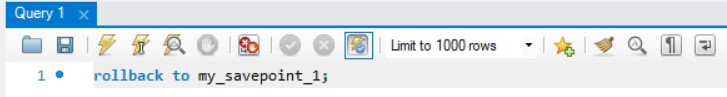 Query 1
Limit to 1000 rows
1
rollback to my_savepoint_1;